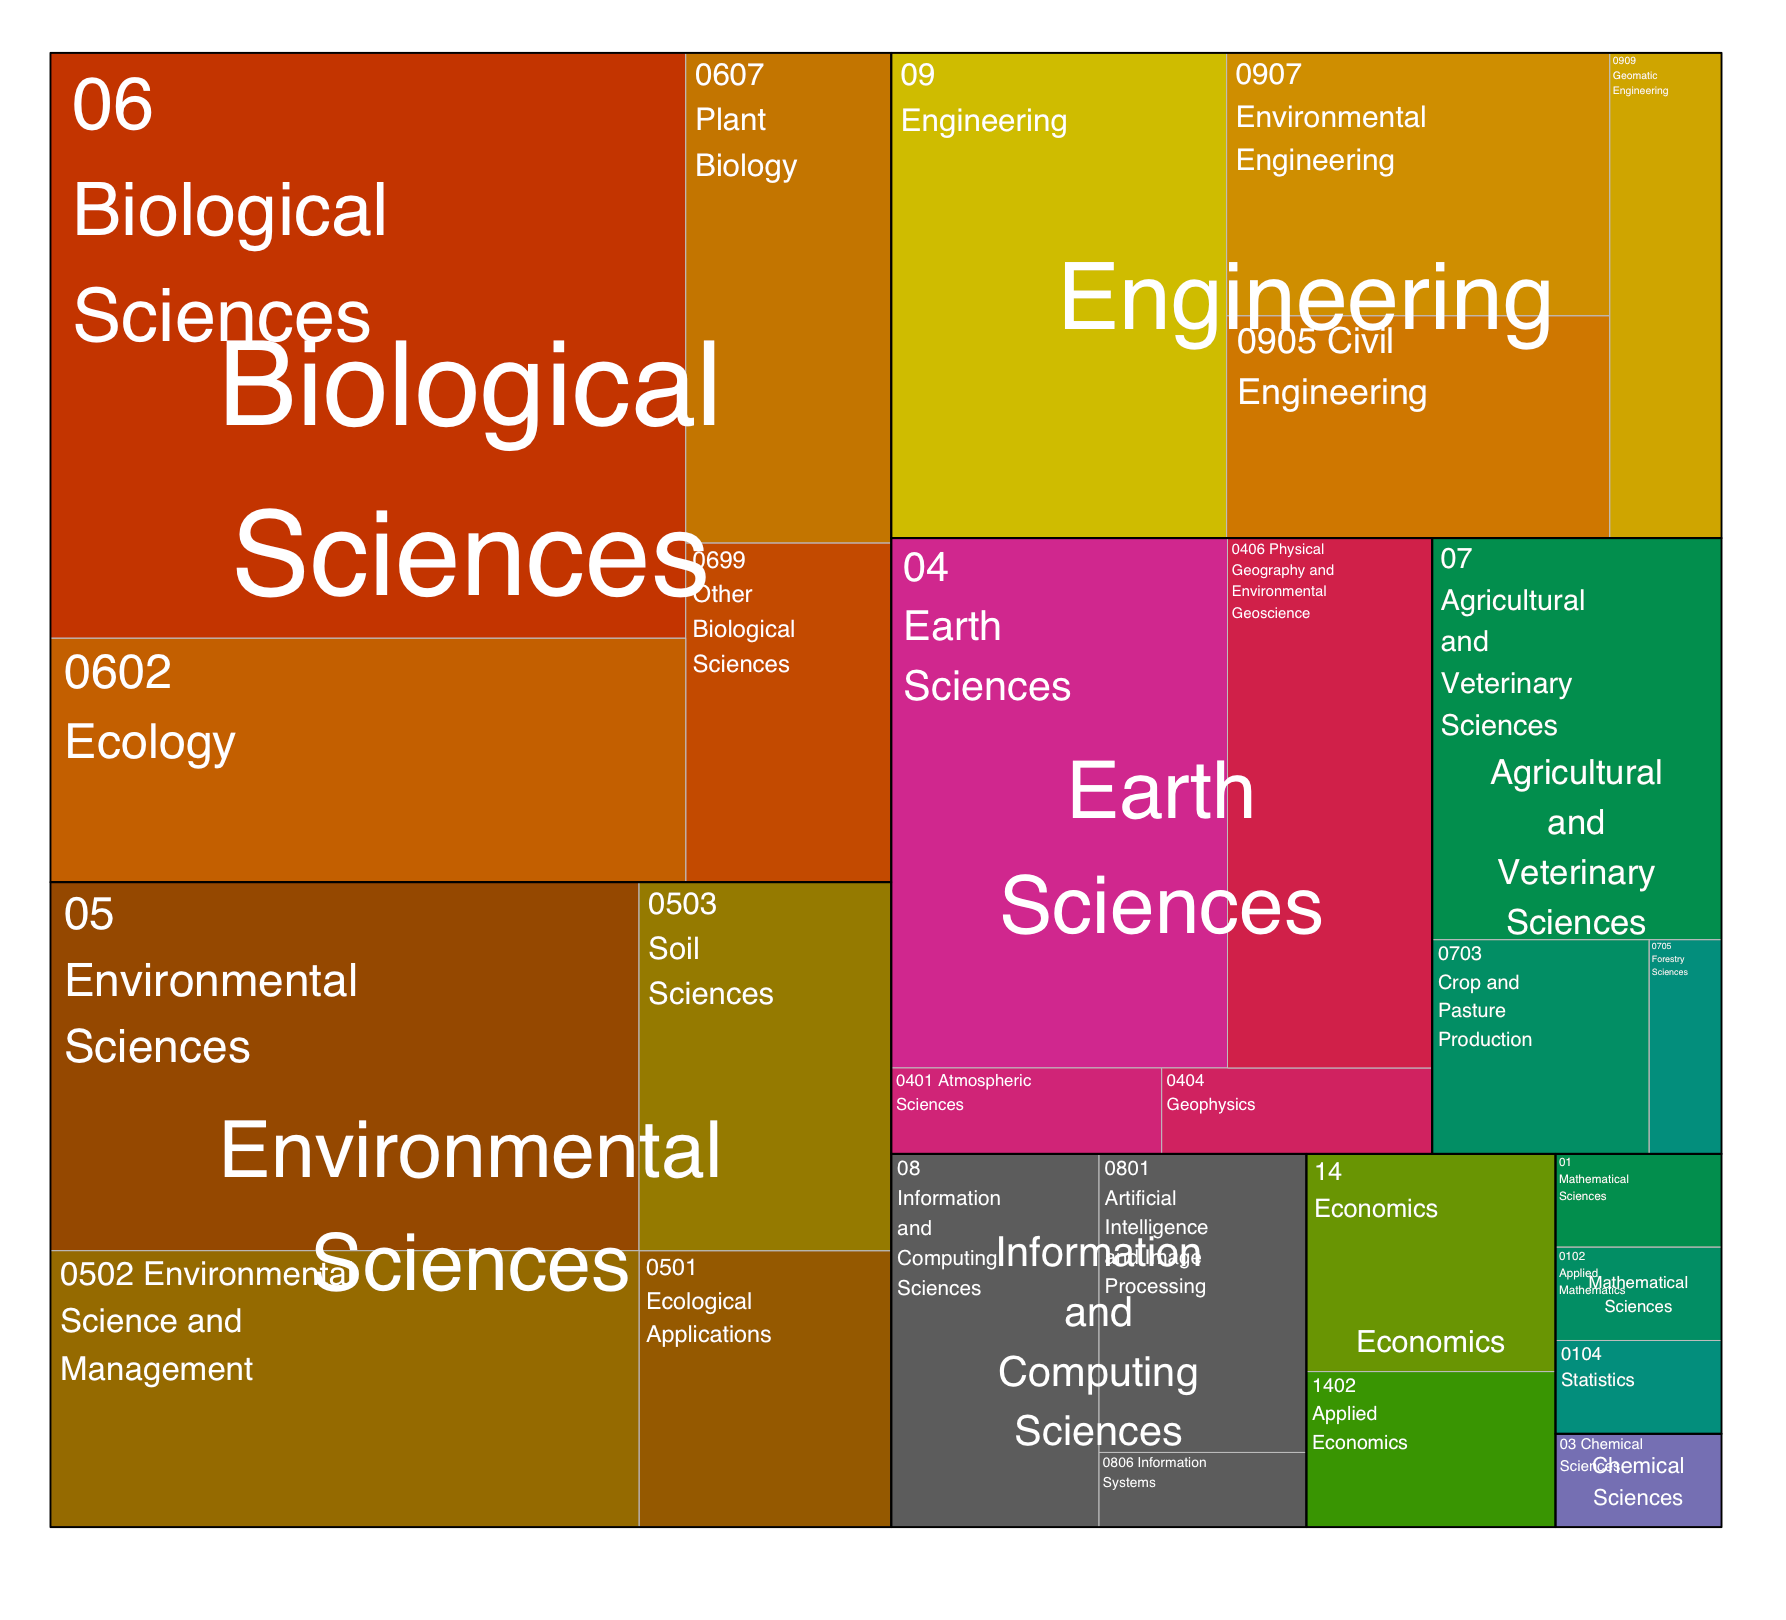 06
Biological
Sciences
Biological
Sciences
0607
Plant
Biology
0699
Other
Biological
Sciences
0602
Ecology
09
Engineering
0907
Environmental
Engineering
0909
Geomatic
Engineering
Engineering
0905 Civil
Engineering
04
Earth
Sciences
0406 Physical
Geography and
Environmental
Geoscience
Earth
Sciences
0401 Atmospheric
Sciences
0404
Geophysics
07
Agricultural
and
Veterinary
Sciences
Agricultural
and
Veterinary
Sciences
0703
Crop and
Pasture
Production
0705
Forestry
Sciences
05
Environmental
Sciences
0503
Soil
Sciences
Environmental
Sciences
0502 Environmental
Science and
Management
0501
Ecological
Applications
08
Information
and
Computing
Sciences
0801
Artificial
Intelligence
and Image
Processing
Information
and
Computing
Sciences
0806 Information
Systems
14
Economics
Economics
1402
Applied
Economics
01
Mathematical
Sciences
0102
Applied
Mathematics
Mathematical
Sciences
0104
Statistics
03 Chemical
Sciences
Chemical
Sciences